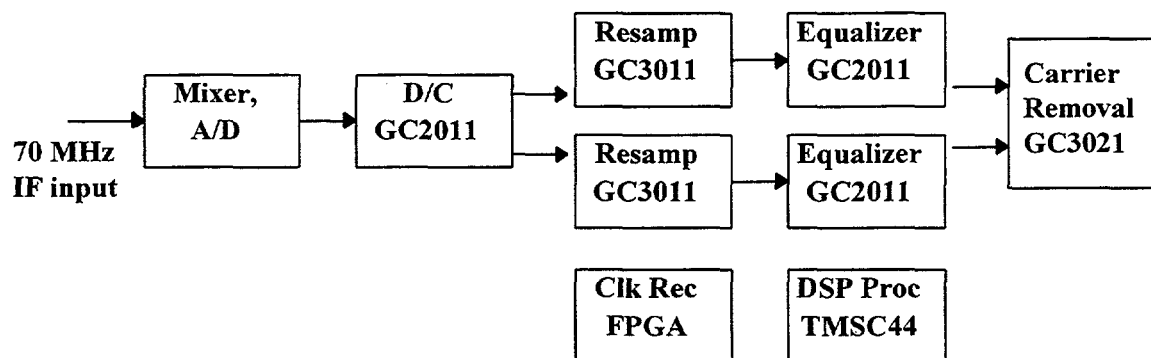 70 MHz
IF input
Mixer,
A/D
D/C
GC2011
Resamp
GC3011
Equalizer
GC2011
Resamp
GC3011
Equalizer
GC2011
Carrier
Removal
GC3021
Clk Rec
FPGA
DSP Proc
TMSC44